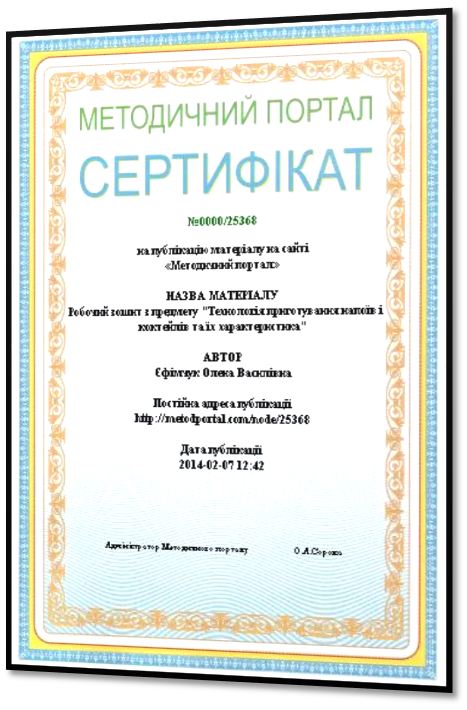 МЕТОДИЧНИЙ ПОРТАЛ
СЕРТИФІКАТ
№0000/25368
на публікацію матеріалу на сайті
«Методичний портал»
НАЗВА МАТЕРІАЛУ
Робочий зошит з предмету "Технологія приготування напоїв і
коктейлів та їх характеристика"
АВТОР
Єфімчук Олена Василівна
Постійна адреса публікації
http://metodportal.com/node/25368
Дата публікації
2014-02-07 12:42
Адміністратор Методичного порталу О.А.Сорока